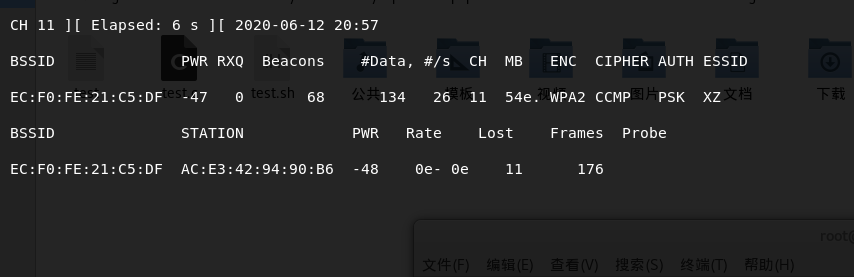 CH 11 ][ Elapsed: 6 s ][ 2020-06-12 20:57
BSSID PWR RXQ Beacons #Data, #/s CH MB ENC CIPHER AUTH ESSID
EC:F0:FE:21:C5:DF -47 0 68 134 26 11 54e. WPA2 CCMP PSK XZ
test. test.sh 公共 模板 视频 图片 文档 下载
BSSID STATION PWR Rate Lost Frames Probe
EC:F0:FE:21:C5:DF AC:E3:42:94:90:B6 -48 0e- 0e 11 176
root@
文件(F) 编辑(E) 查看(V) 搜索(S) 终端(T) 帮助(H)